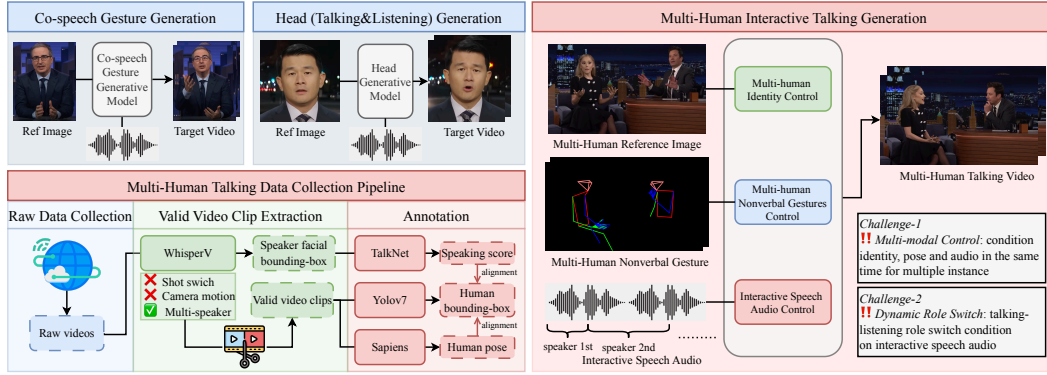 Co-speech Gesture Generation
Co-speech
Gesture
Generative
Model
Ref Image
Target Video
Head (Talking&Listening) Generation
Head
Generative
Model
Ref Image
Target Video
Multi-Human Talking Data Collection Pipeline
Raw Data Collection
Raw videos
Valid Video Clip Extraction
WhisperV
Speaker facial
bounding-box
Shot swich
Camera motion
Multi-speaker
Valid video clips
Annotation
TalkNet
Speaking score
alignment
Yolov7
Human
bounding-box
alignment
Sapiens
Human pose
Multi-Human Interactive Talking Generation
Multi-Human Reference Image
Multi-human
Identity Control
Multi-Human Nonverbal Gesture
Multi-human
Nonverbal Gestures
Control
speaker 1st
speaker 2nd
.........
Interactive Speech Audio
Interactive Speech
Audio Control
Multi-Human Talking Video
Challenge-1
‼ Multi-modal Control: condition
identity, pose and audio in the same
time for multiple instance
Challenge-2
‼ Dynamic Role Switch: talking-
listening role switch condition
on interactive speech audio